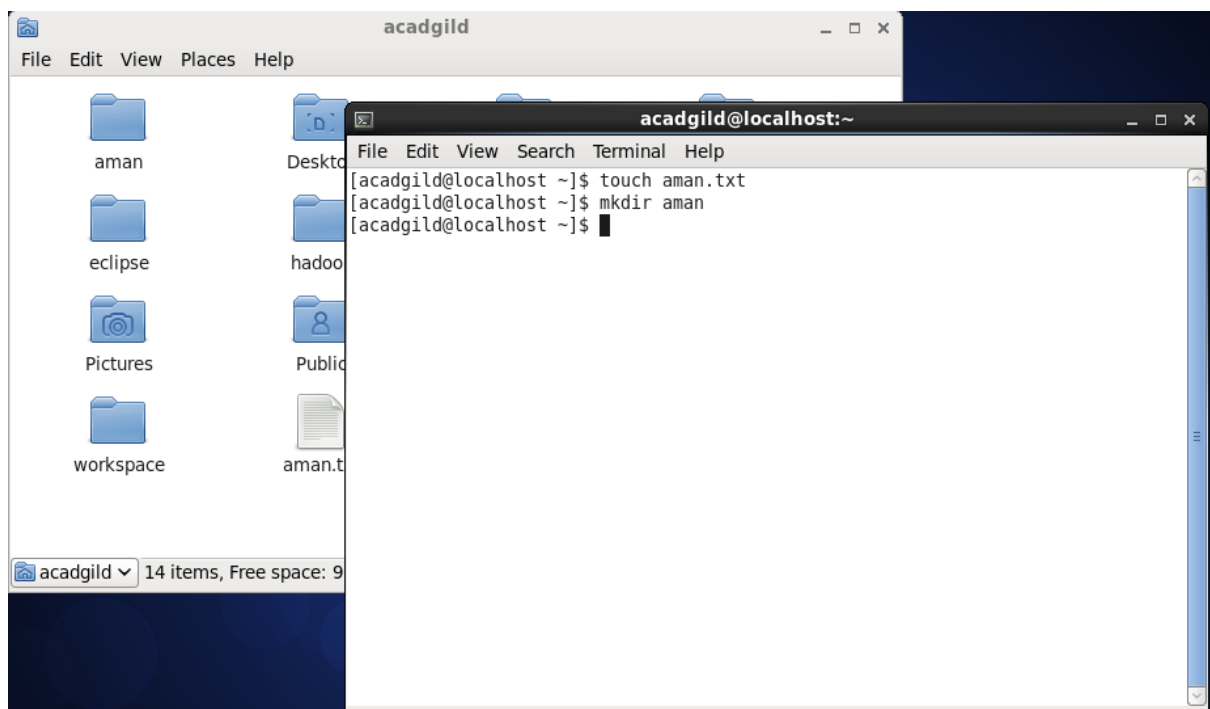 acadgild
File Edit View Places Help
aman
eclipse
Pictures
workspace
acadgild 14 items, Free space: 9
acadgild@localhost:~
File Edit View Search Terminal Help
[acadgild@localhost ~]$ touch aman.txt
[acadgild@localhost ~]$ mkdir aman
[acadgild@localhost ~]$
Deskto
hadoo
Public
aman.t